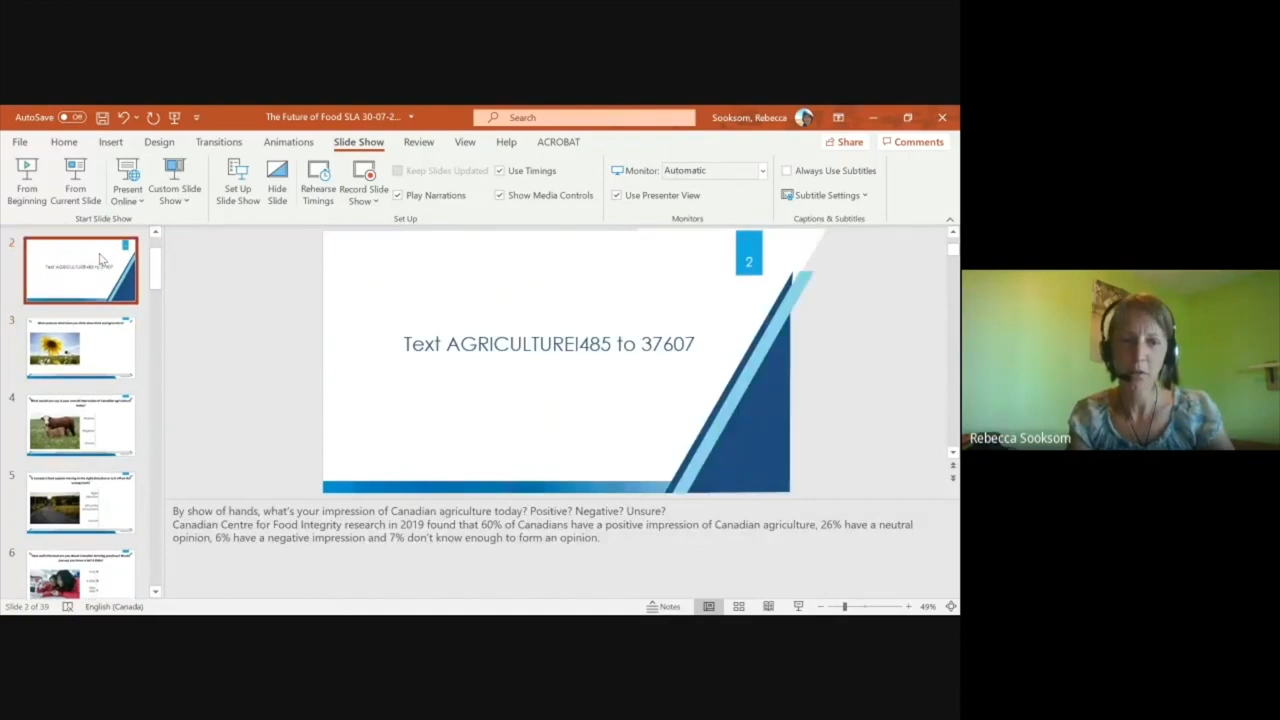 AutoSave Off
The Future of Food SLA 30-07-2...
Search
Sooksom, Rebecca
File Home Insert Design Transitions Animations Slide Show Review View Help ACROBAT
Share Comments
From Beginning
From Current Slide
Present Online
Custom Slide Show
Start Slide Show
Set Up Slide Show
Hide Slide
Rehearse Timings
Record Slide Show
Keep Slides Updated
Use Timings
Play Narrations
Show Media Controls
Set Up
Monitor: Automatic
Use Presenter View
Monitors
Always Use Subtitles
Subtitle Settings
Captions & Subtitles
2
3
4
5
6
2
Text AGRICULTUREI485 to 37607
By show of hands, what's your impression of Canadian agriculture today? Positive? Negative? Unsure?
Canadian Centre for Food Integrity research in 2019 found that 60% of Canadians have a positive impression of Canadian agriculture, 26% have a neutral
opinion, 6% have a negative impression and 7% don't know enough to form an opinion.
Slide 2 of 39
English (Canada)
Notes
49%
Rebecca Sooksom